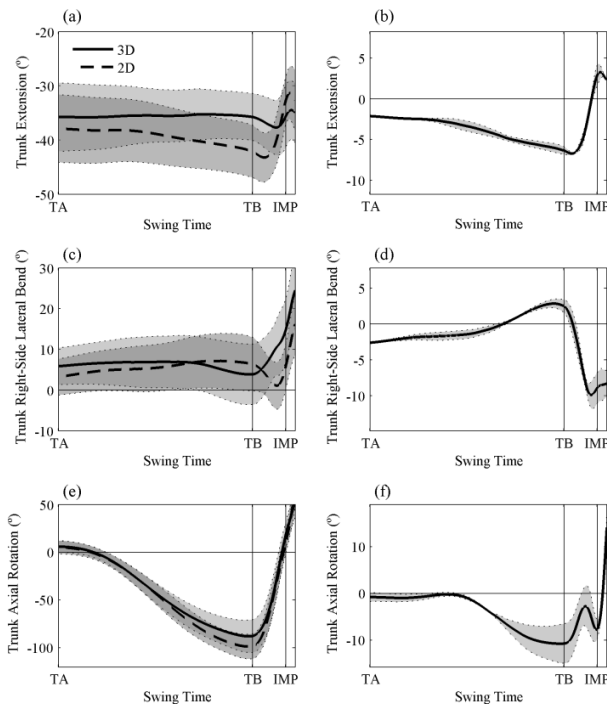 (a)
-20
-30
-40
-50
Trunk Extension (º)
3D
2D
TA
TB
IMP
Swing Time
(b)
5
0
-5
-10
Trunk Extension (º)
TA
TB
IMP
Swing Time
(c)
30
20
10
0
-10
Trunk Right-Side Lateral Bend (º)
TA
TB
IMP
Swing Time
(d)
5
0
-5
-10
-15
Trunk Right-Side Lateral Bend (º)
TA
TB
IMP
Swing Time
(e)
50
0
-50
-100
Trunk Axial Rotation (º)
TA
TB
IMP
Swing Time
(f)
10
0
-10
Trunk Axial Rotation (º)
TA
TB
IMP
Swing Time